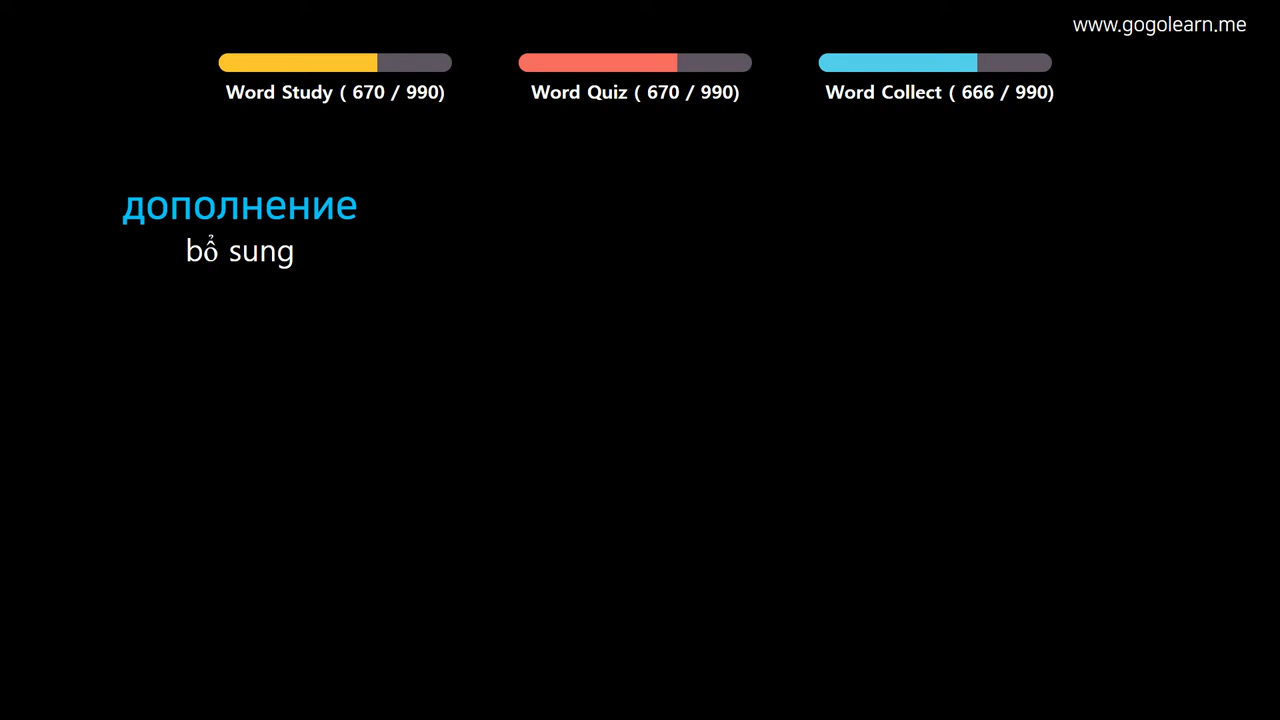 www.gogolearn.me
Word Study ( 670 / 990)
Word Quiz ( 670 / 990)
Word Collect ( 666 / 990)
дополнение
bổ sung